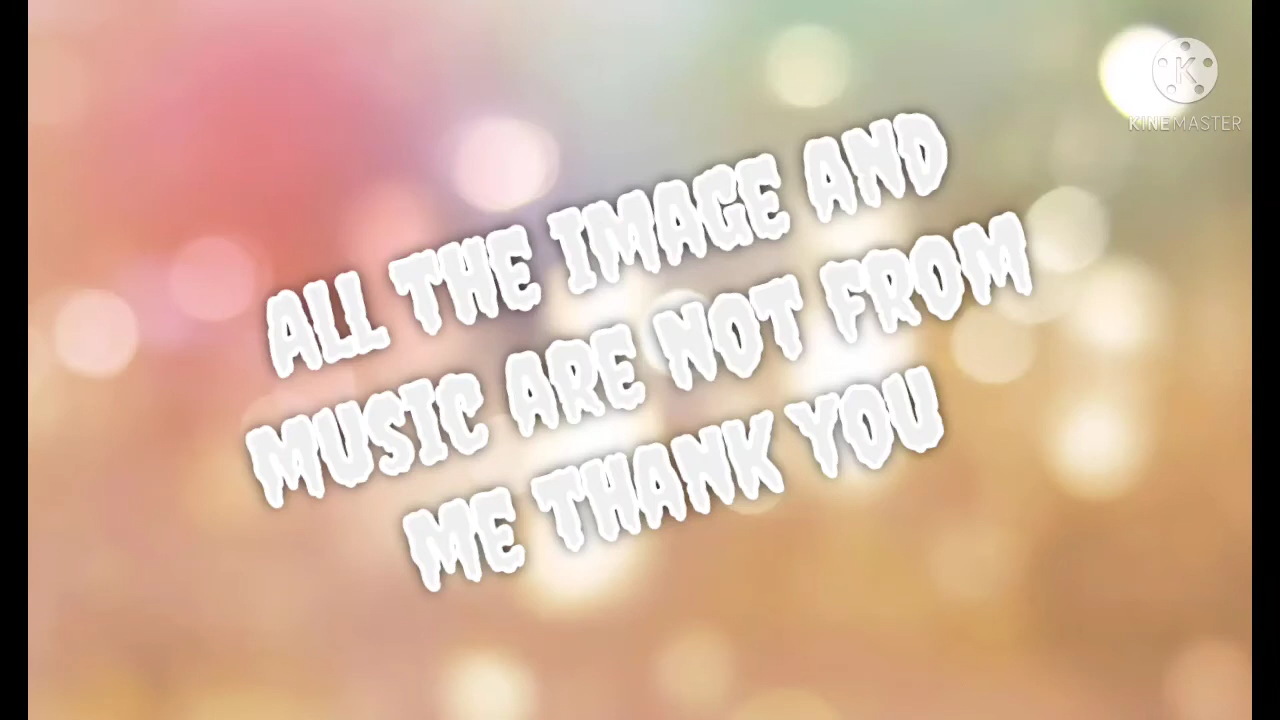 KINEMASTER
ALL THE IMAGE AND
MUSIC ARE NOT FROM
ME THANK YOU